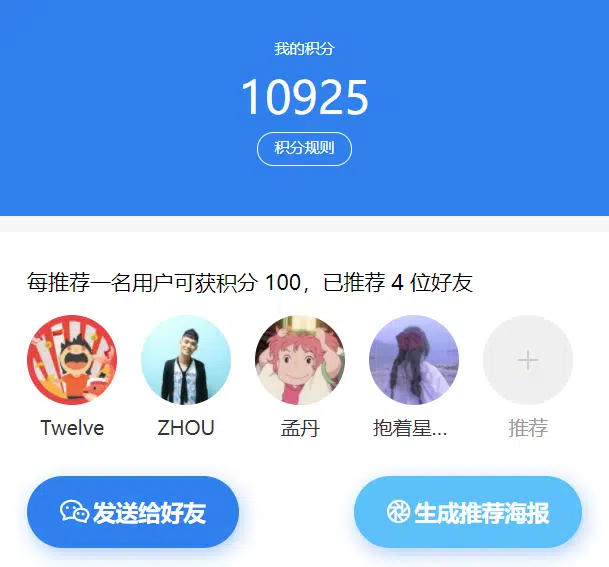 我的积分
10925
积分规则
每推荐一名用户可获积分 100，已推荐 4 位好友
Twelve ZHOU 孟丹 抱着星... 推荐
发送给好友 生成推荐海报